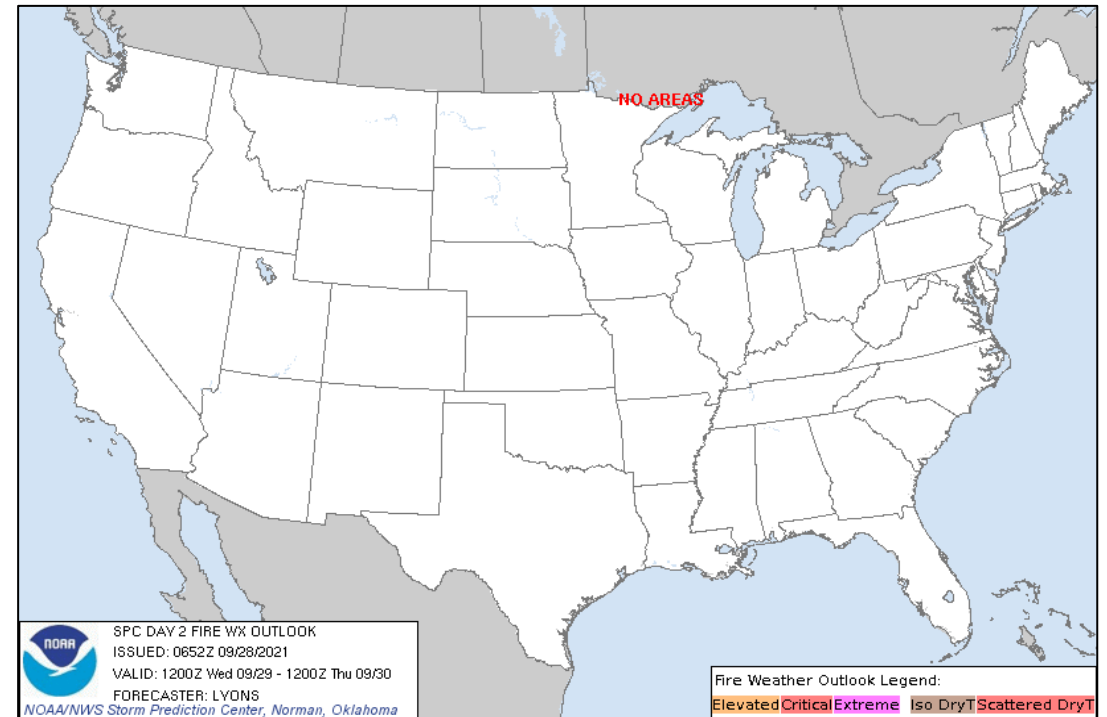 NO AREAS
NOAA
SPC DAY 2 FIRE WX OUTLOOK
ISSUED: 0652Z 09/28/2021
VALID: 1200Z Wed 09/29 - 1200Z Thu 09/30
FORECASTER: LYONS
NOAA/NWS Storm Prediction Center, Norman, Oklahoma
Fire Weather Outlook Legend:
Elevated Critical Extreme Iso DryT Scattered DryT